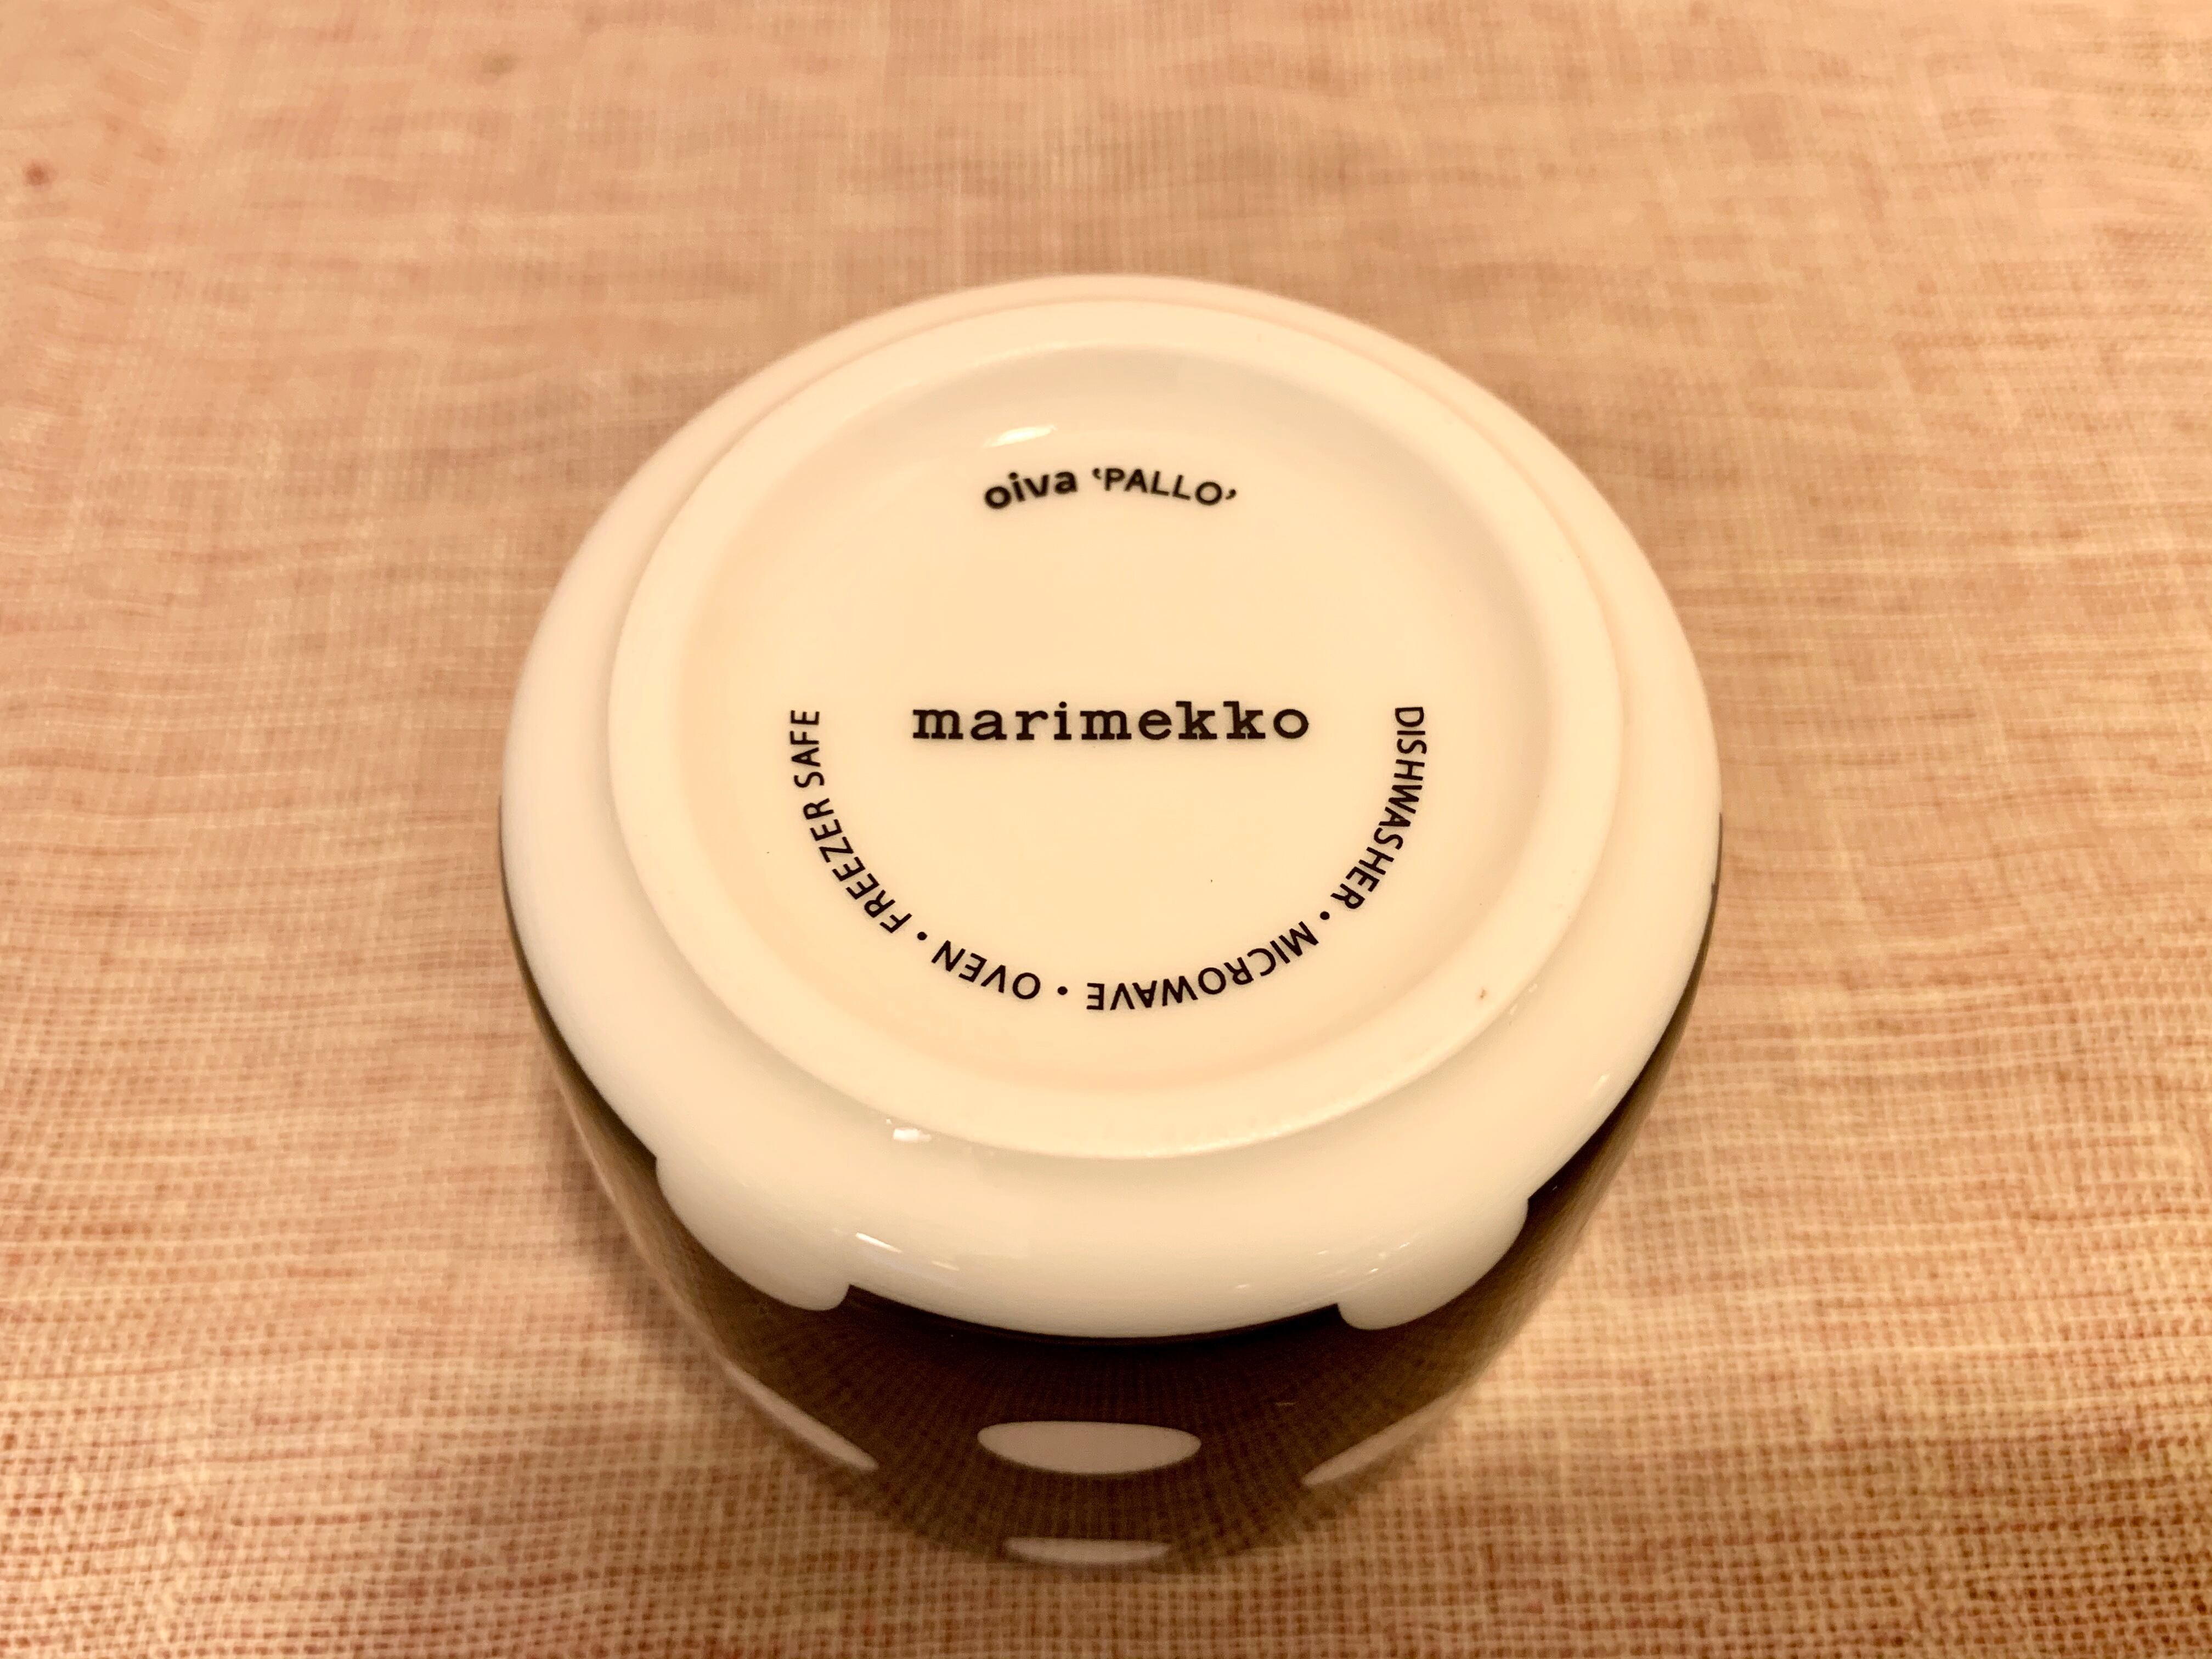 oiva ‘PALLO’
marimekko
DISHWASHER • MICROWAVE • OVEN • FREEZER SAFE